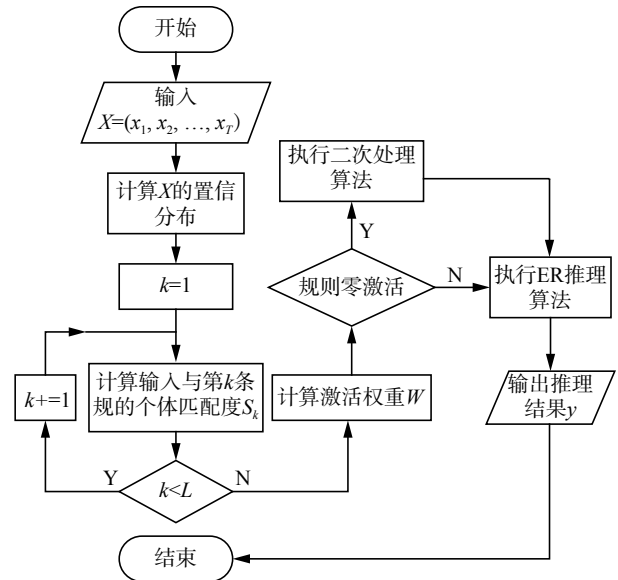 开始
输入
X=(x₁, x₂, …, x_T)
计算X的置信
分布
k=1
计算输入与第k条
规的个体匹配度S_k
k+=1
Y
k<L
N
计算激活权重W
规则零激活
Y
N
执行二次处理
算法
执行ER推理
算法
输出推理
结果y
结束